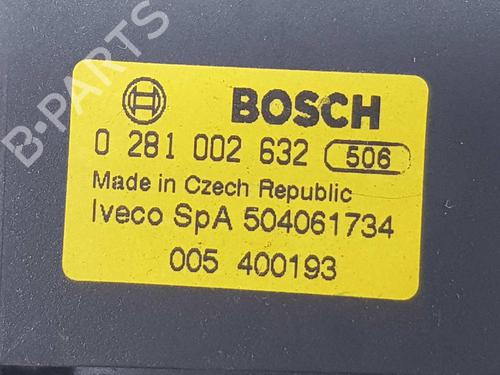 BOSCH
0 281 002 632 506
Made in Czech Republic
Iveco SpA 504061734
005 400193
B-PARTS